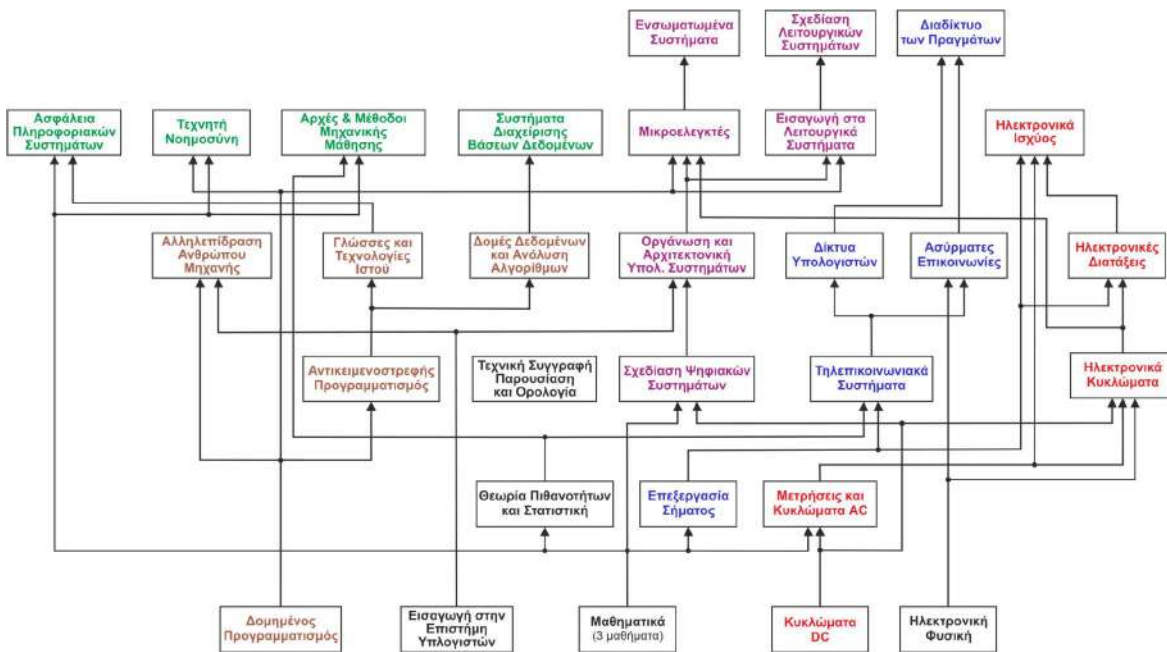 Ενσωματωμένα
Συστήματα
Σχεδίαση
Λειτουργικών
Συστημάτων
Διαδίκτυο
των Πραγμάτων
Ασφάλεια
Πληροφοριακών
Συστημάτων
Τεχνητή
Νοημοσύνη
Αρχές & Μέθοδοι
Μηχανικής
Μάθησης
Συστήματα
Διαχείρισης
Βάσεων Δεδομένων
Μικροελεγκτές
Εισαγωγή στα
Λειτουργικά
Συστήματα
Ηλεκτρονικά
Ισχύος
Αλληλεπίδραση
Ανθρώπου
Μηχανής
Γλώσσες και
Τεχνολογίες
Ιστού
Δομές Δεδομένων
και Ανάλυση
Αλγορίθμων
Οργάνωση και
Αρχιτεκτονική
Υπολ. Συστημάτων
Δίκτυα
Υπολογιστών
Ασύρματες
Επικοινωνίες
Ηλεκτρονικές
Διατάξεις
Αντικειμενοστρεφής
Προγραμματισμός
Τεχνική Συγγραφή
Παρουσίαση
και Ορολογία
Σχεδίαση Ψηφιακών
Συστημάτων
Τηλεπικοινωνιακά
Συστήματα
Ηλεκτρονικά
Κυκλώματα
Θεωρία Πιθανοτήτων
και Στατιστική
Επεξεργασία
Σήματος
Μετρήσεις και
Κυκλώματα AC
Δομημένος
Προγραμματισμός
Εισαγωγή στην
Επιστήμη
Υπλογιστών
Μαθηματικά
(3 μαθήματα)
Κυκλώματα
DC
Ηλεκτρονική
Φυσική